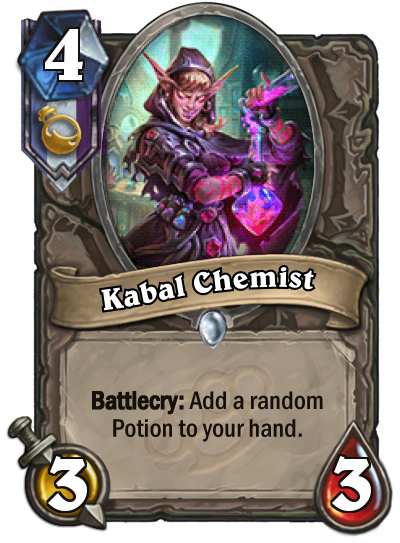 4
Kabal Chemist
Battlecry: Add a random
Potion to your hand.
3
3